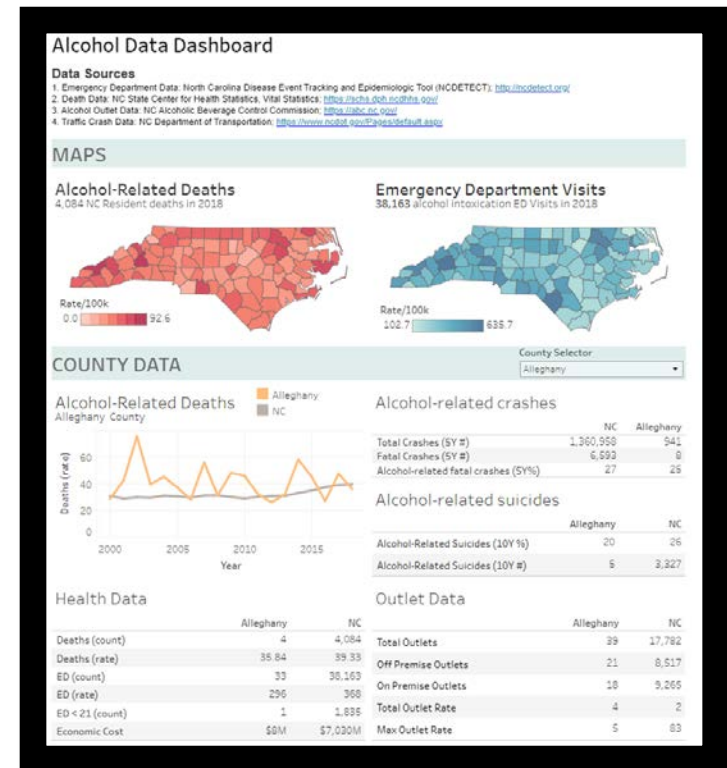 Alcohol Data Dashboard
Data Sources
1. Emergency Department Data: North Carolina Disease Event Tracking and Epidemiologic Tool (NCDETECT); http://ncdetect.org/
2. Death Data: NC State Center for Health Statistics, Vital Statistics; https://schs.dph.ncdhhs.gov/
3. Alcohol Outlet Data: NC Alcoholic Beverage Control Commission; https://abc.nc.gov/
4. Traffic Crash Data: NC Department of Transportation; https://www.ncdot.gov/Pages/default.aspx
MAPS
Alcohol-Related Deaths
4,084 NC Resident deaths in 2018
Rate/100k
0.0 92.6
Emergency Department Visits
38,163 alcohol intoxication ED Visits in 2018
Rate/100k
102.7 635.7
COUNTY DATA
County Selector
Alleghany
Alcohol-Related Deaths
Alleghany County
Alleghany
NC
Deaths (rate)
60
40
20
0
2000 2005 2010 2015
Year
Alcohol-related crashes
NC Alleghany
Total Crashes (5Y #) 1,360,958 941
Fatal Crashes (5Y #) 6,693 8
Alcohol-related fatal crashes (5Y%) 27 25
Alcohol-related suicides
Alleghany NC
Alcohol-Related Suicides (10Y %) 20 26
Alcohol-Related Suicides (10Y #) 5 3,327
Health Data
Alleghany NC
Deaths (count) 4 4,084
Deaths (rate) 35.84 39.33
ED (count) 33 38,163
ED (rate) 296 368
ED < 21 (count) 1 1,835
Economic Cost $8M $7,030M
Outlet Data
Alleghany NC
Total Outlets 39 17,782
Off Premise Outlets 21 8,517
On Premise Outlets 18 9,265
Total Outlet Rate 4 2
Max Outlet Rate 5 83